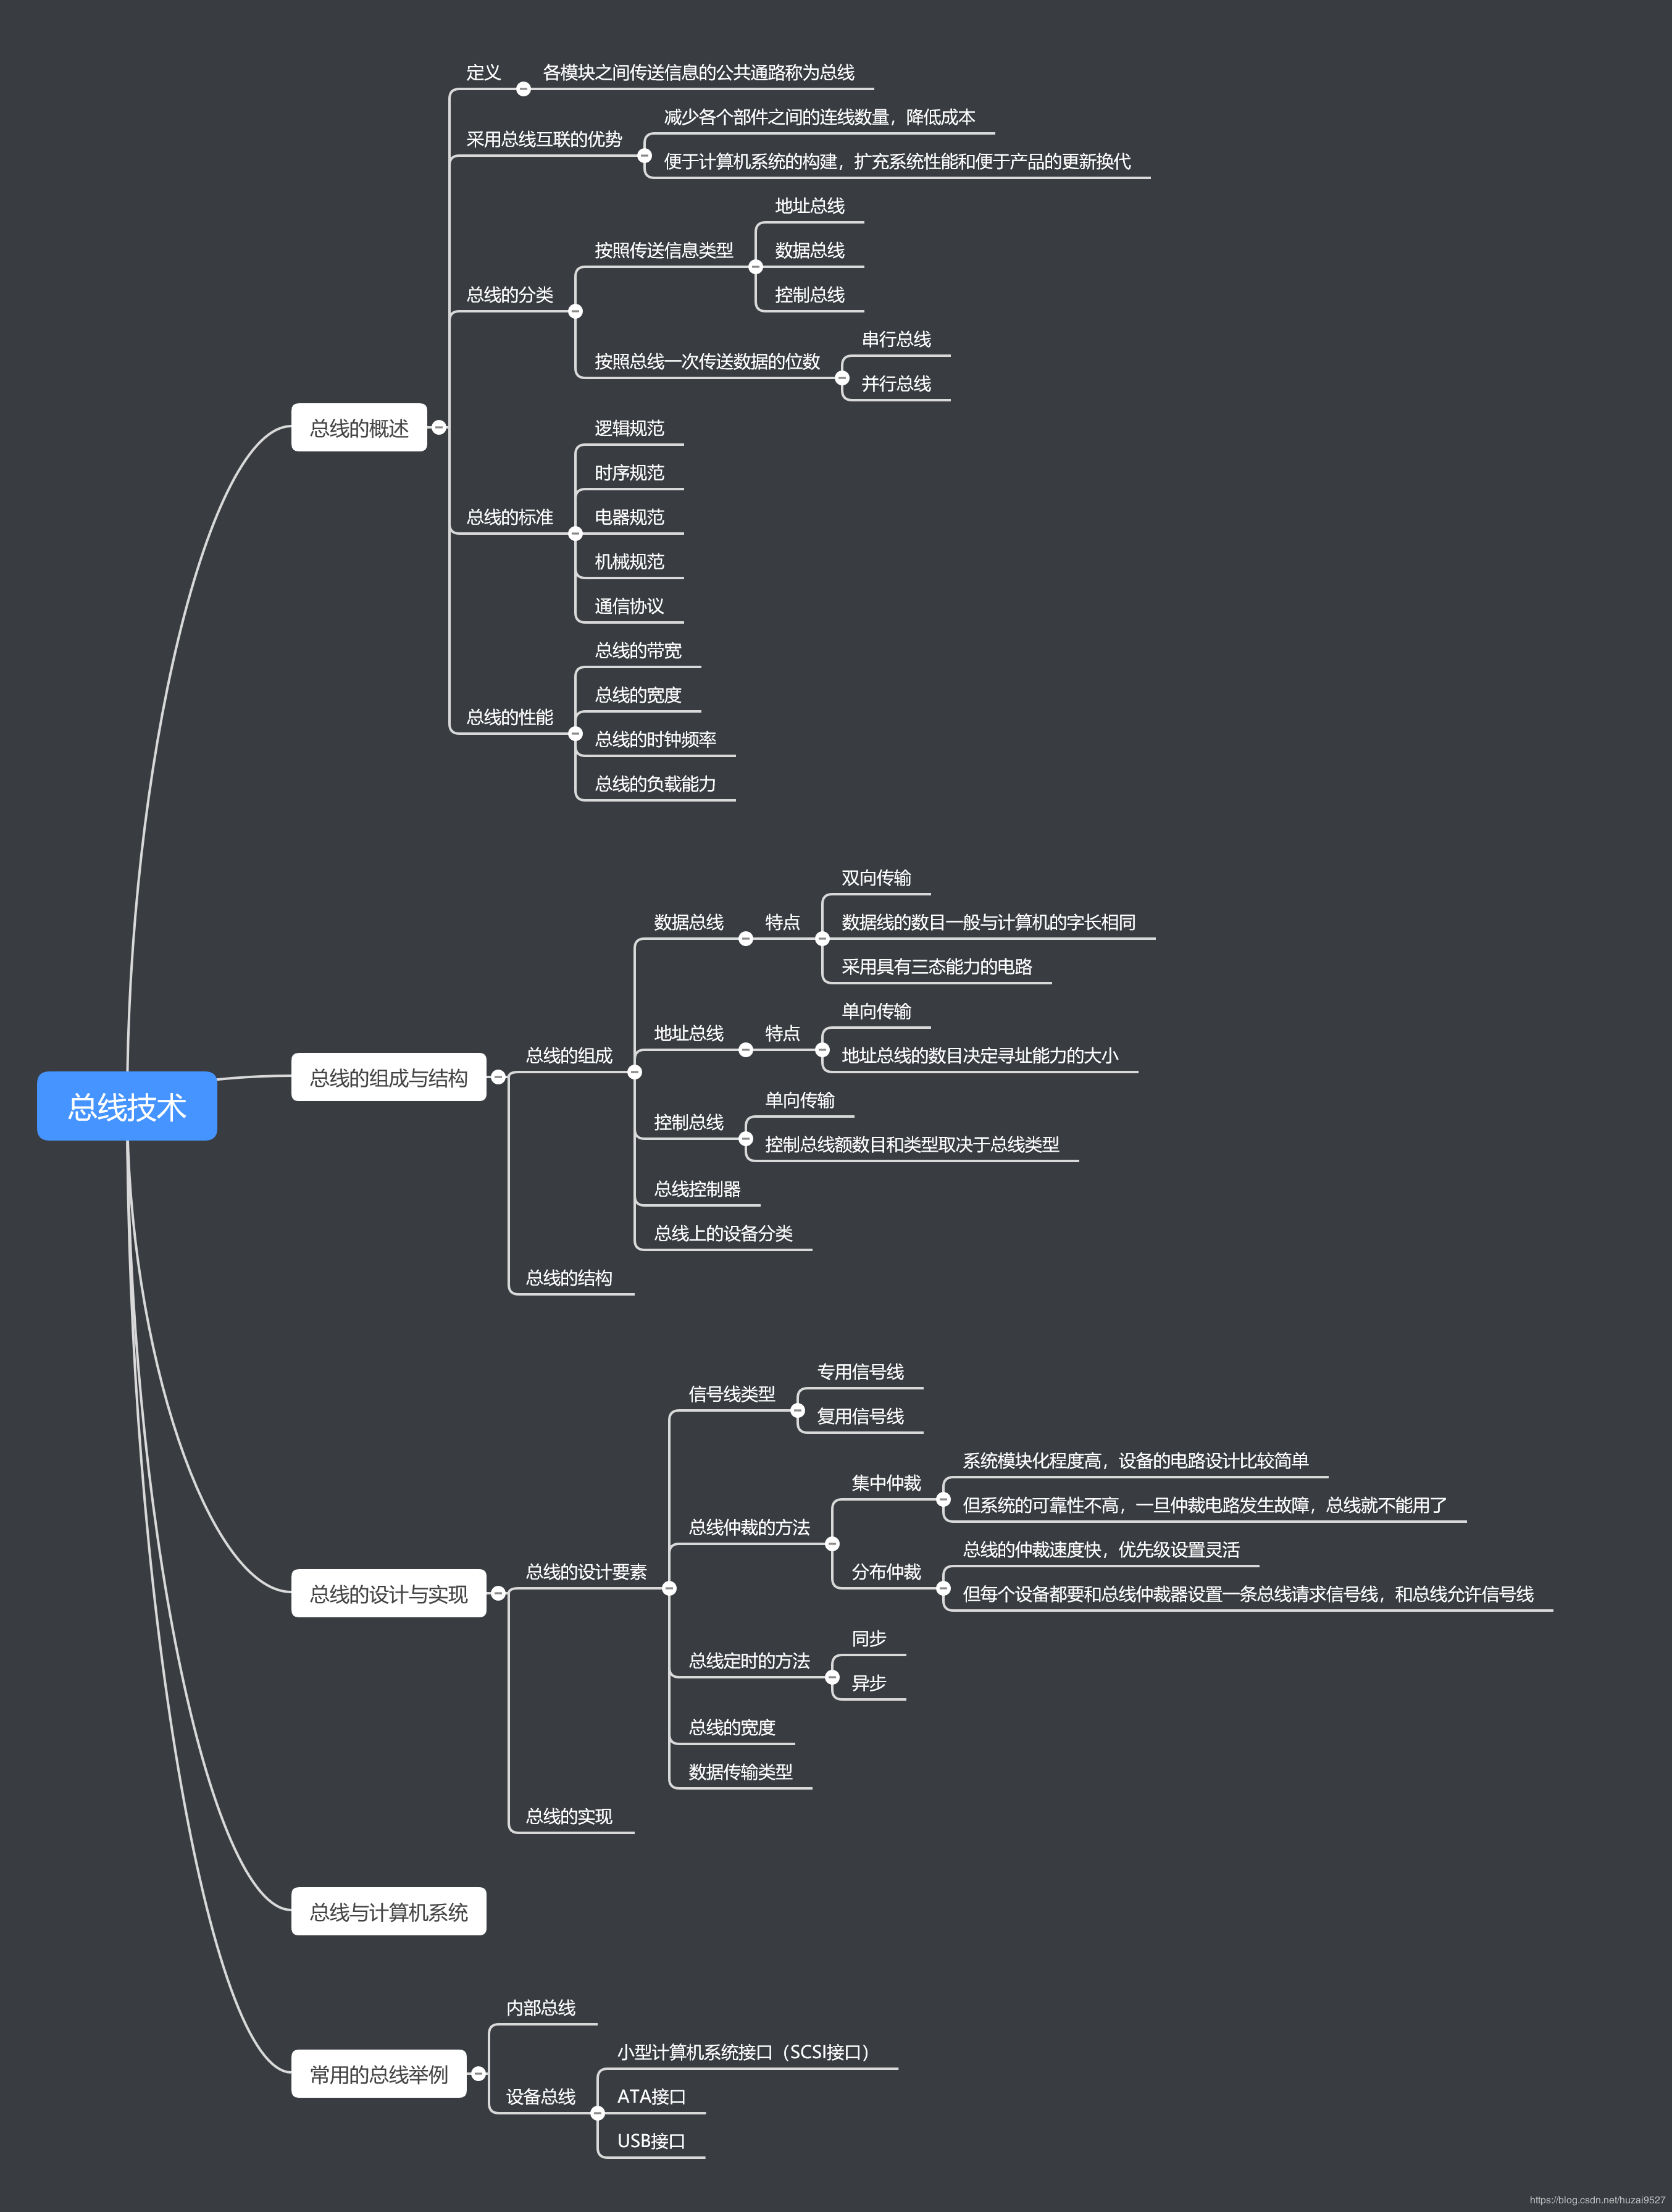 总线技术
总线的概述
定义
各模块之间传送信息的公共通路称为总线
采用总线互联的优势
减少各个部件之间的连线数量，降低成本
便于计算机系统的构建，扩充系统性能和便于产品的更新换代
总线的分类
按照传送信息类型
地址总线
数据总线
控制总线
按照总线一次传送数据的位数
串行总线
并行总线
总线的标准
逻辑规范
时序规范
电器规范
机械规范
通信协议
总线的性能
总线的带宽
总线的宽度
总线的时钟频率
总线的负载能力
总线的组成与结构
总线的组成
数据总线
特点
双向传输
数据线的数目一般与计算机的字长相同
采用具有三态能力的电路
地址总线
特点
单向传输
地址总线的数目决定寻址能力的大小
控制总线
单向传输
控制总线额数目和类型取决于总线类型
总线控制器
总线上的设备分类
总线的结构
总线的设计与实现
总线的设计要素
信号线类型
专用信号线
复用信号线
总线仲裁的方法
集中仲裁
系统模块化程度高，设备的电路设计比较简单
但系统的可靠性不高，一旦仲裁电路发生故障，总线就不能用了
分布仲裁
总线的仲裁速度快，优先级设置灵活
但每个设备都要和总线仲裁器设置一条总线请求信号线，和总线允许信号线
总线定时的方法
同步
异步
总线的宽度
数据传输类型
总线的实现
总线与计算机系统
常用的总线举例
内部总线
设备总线
小型计算机系统接口（SCSI接口）
ATA接口
USB接口
https://blog.csdn.net/huzai9527